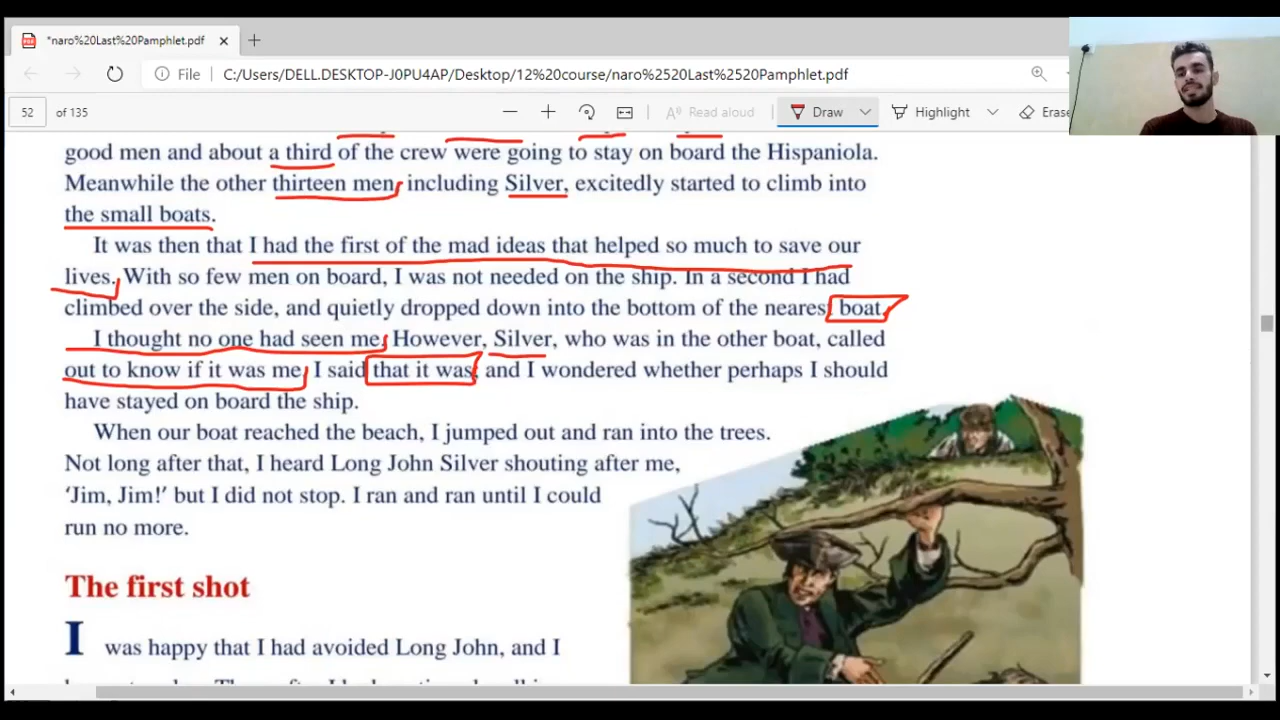 *naro%20Last%20Pamphlet.pdf
File
C:/Users/DELL.DESKTOP-J0PU4AP/Desktop/12%20course/naro%2520Last%2520Pamphlet.pdf
52 of 135
Read aloud
Draw
Highlight
Erase
good men and about a third of the crew were going to stay on board the Hispaniola.
Meanwhile the other thirteen men, including Silver, excitedly started to climb into
the small boats.
It was then that I had the first of the mad ideas that helped so much to save our
lives. With so few men on board, I was not needed on the ship. In a second I had
climbed over the side, and quietly dropped down into the bottom of the nearest boat.
I thought no one had seen me. However, Silver, who was in the other boat, called
out to know if it was me. I said that it was, and I wondered whether perhaps I should
have stayed on board the ship.
When our boat reached the beach, I jumped out and ran into the trees.
Not long after that, I heard Long John Silver shouting after me,
‘Jim, Jim!’ but I did not stop. I ran and ran until I could
run no more.
The first shot
I was happy that I had avoided Long John, and I